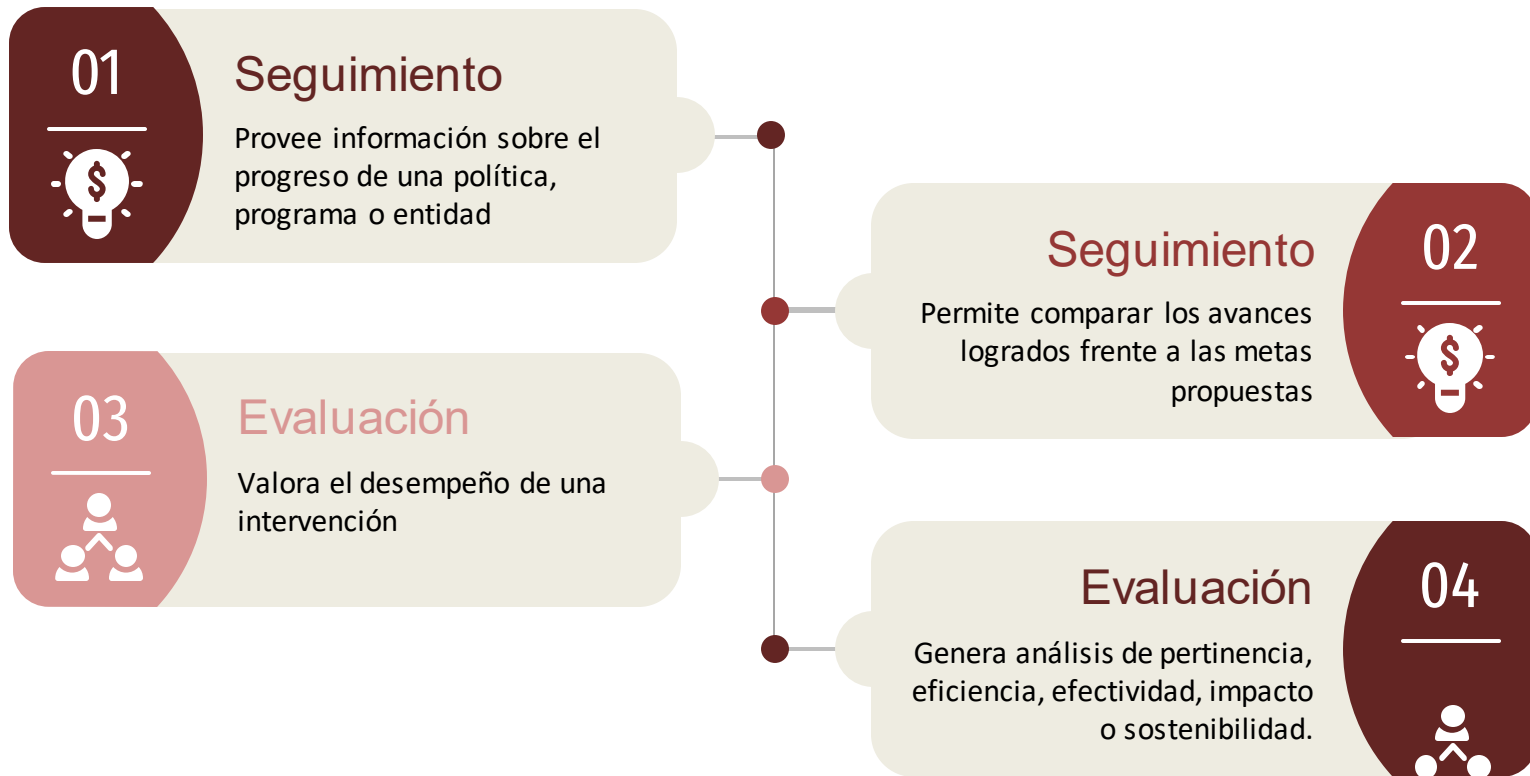 01
Seguimiento
Provee información sobre el
progreso de una política,
programa o entidad
02
Seguimiento
Permite comparar los avances
logrados frente a las metas
propuestas
03
Evaluación
Valora el desempeño de una
intervención
04
Evaluación
Genera análisis de pertinencia,
eficiencia, efectividad, impacto
o sostenibilidad.